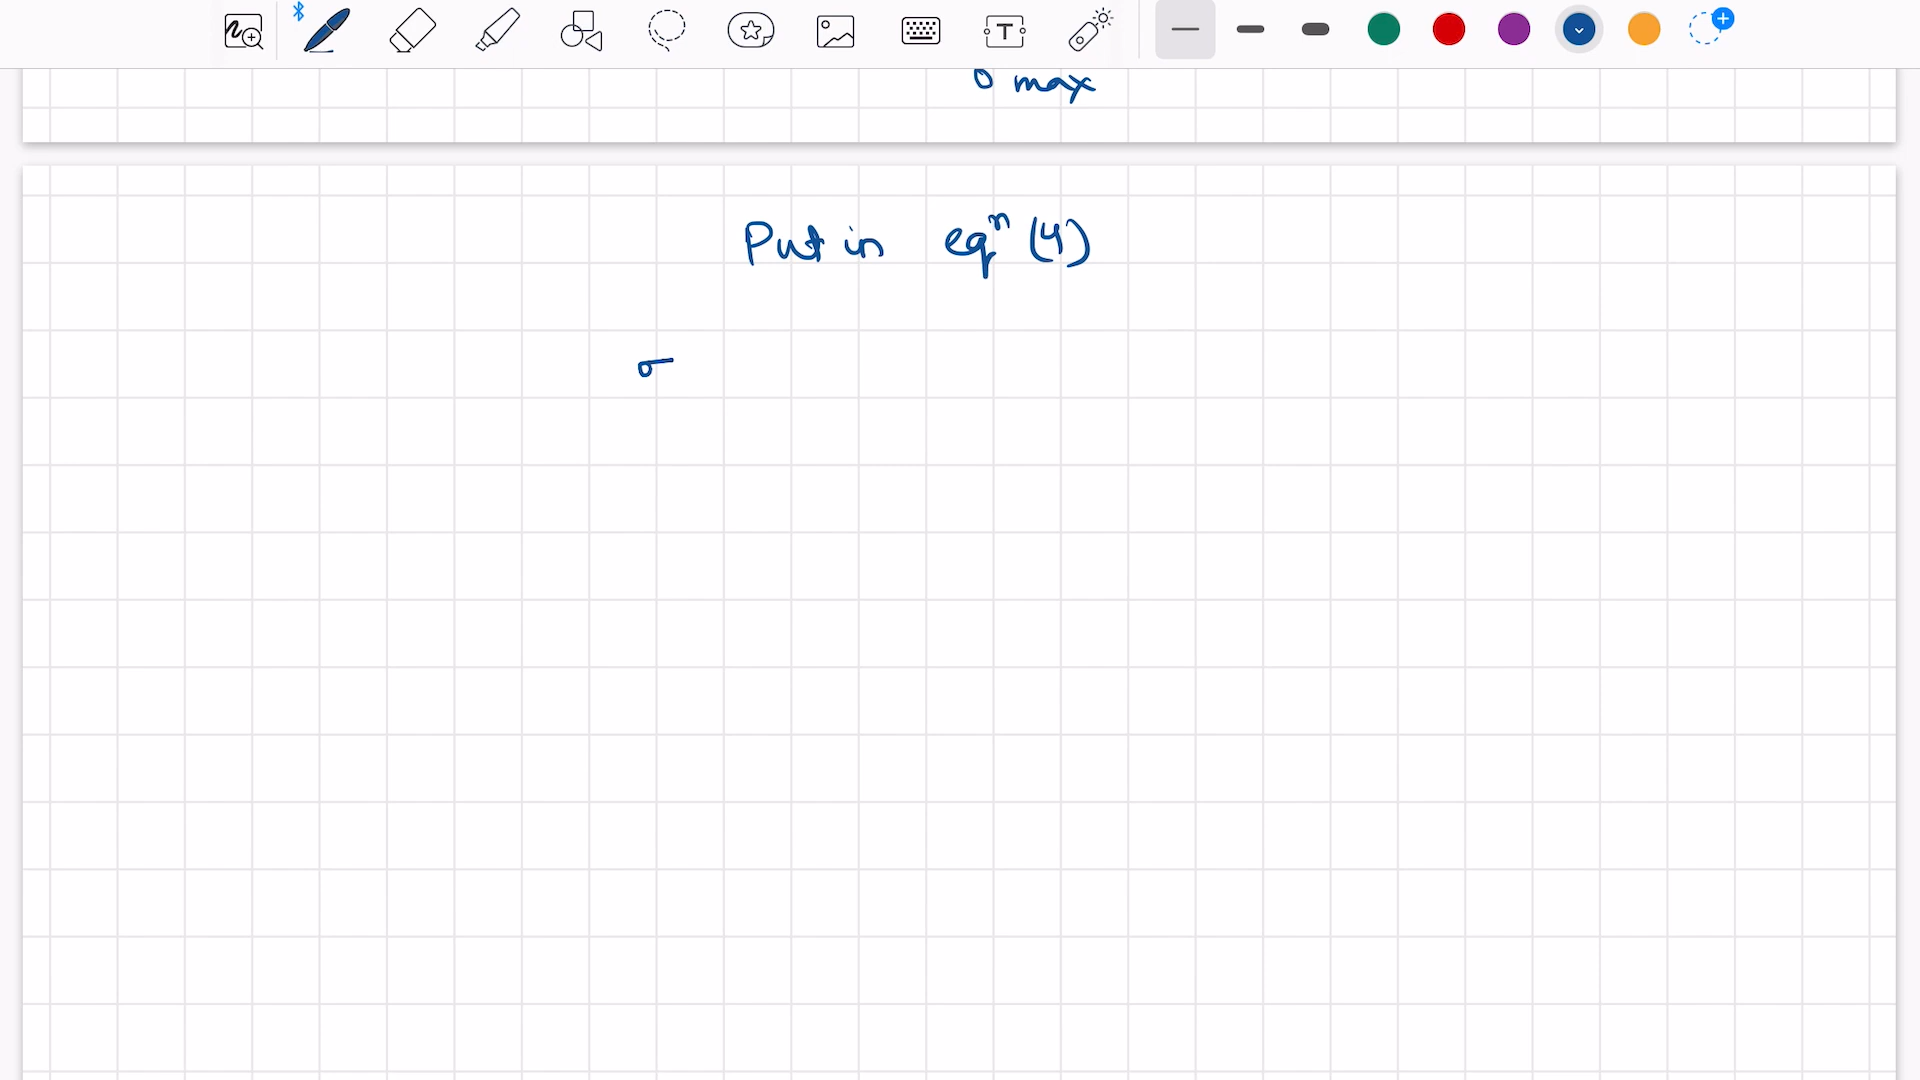 max
Put in eqⁿ (4)
σ